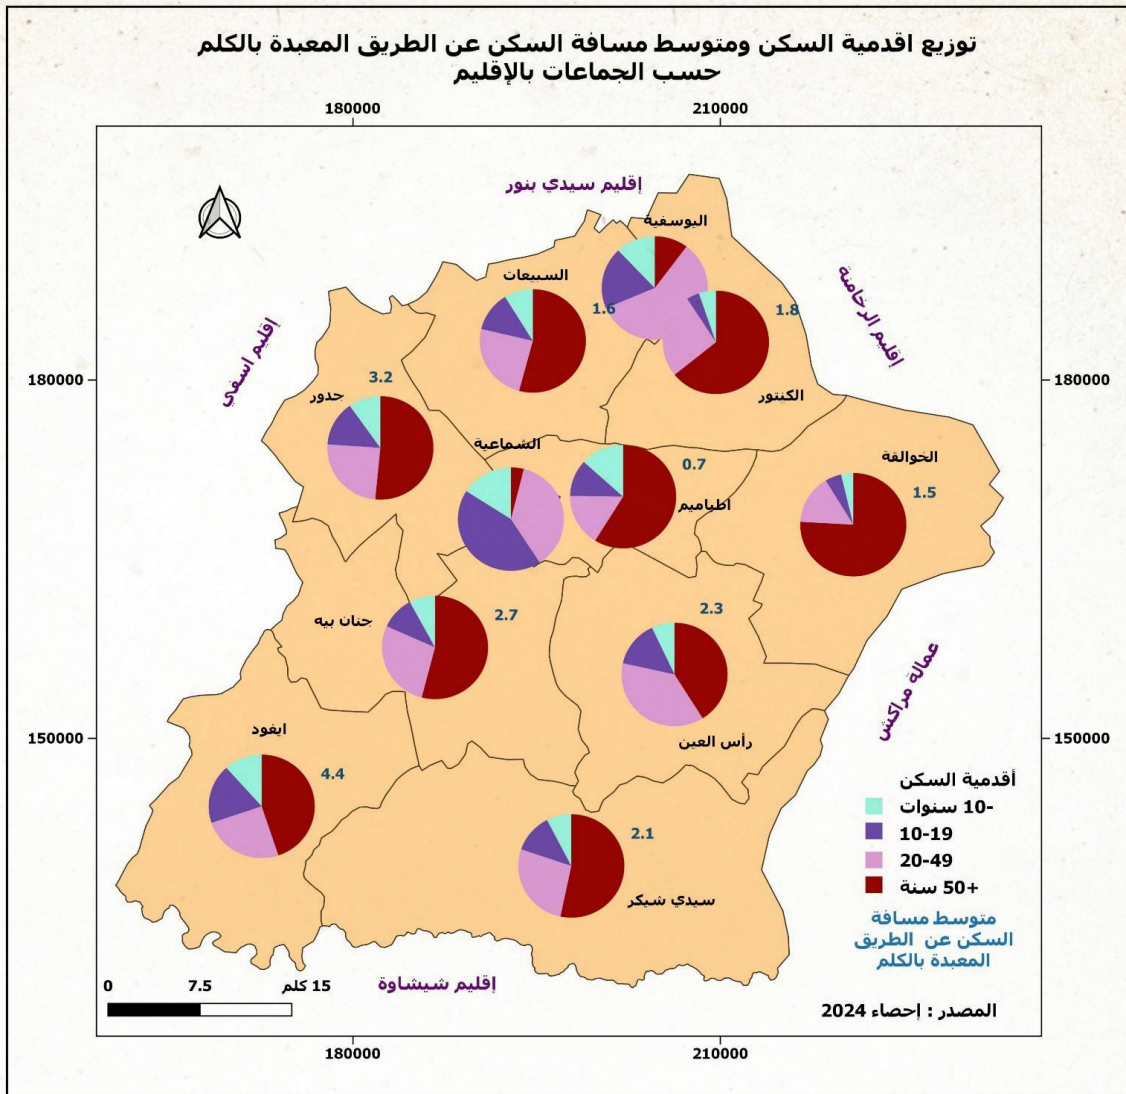 توزيع اقدمية السكن ومتوسط مسافة السكن عن الطريق المعبدة بالكلم
حسب الجماعات بالإقليم
180000
210000
إقليم سيدي بنور
اليوسفية
السبيعات
1.6
1.8
إقليم الرحامنة
إقليم اسفي
180000
180000
3.2
جدور
الكنتور
الشماعية
0.7
اطياميم
الخوالقة
1.5
جنان بيه
2.7
2.3
عمالة مراكش
ايغود
رأس العين
150000
150000
4.4
2.1
سيدي شيكر
أقدمية السكن
-10 سنوات
10-19
20-49
+50 سنة
متوسط مسافة
السكن عن الطريق
المعبدة بالكلم
إقليم شيشاوة
0
7.5
15 كلم
المصدر : إحصاء 2024
180000
210000